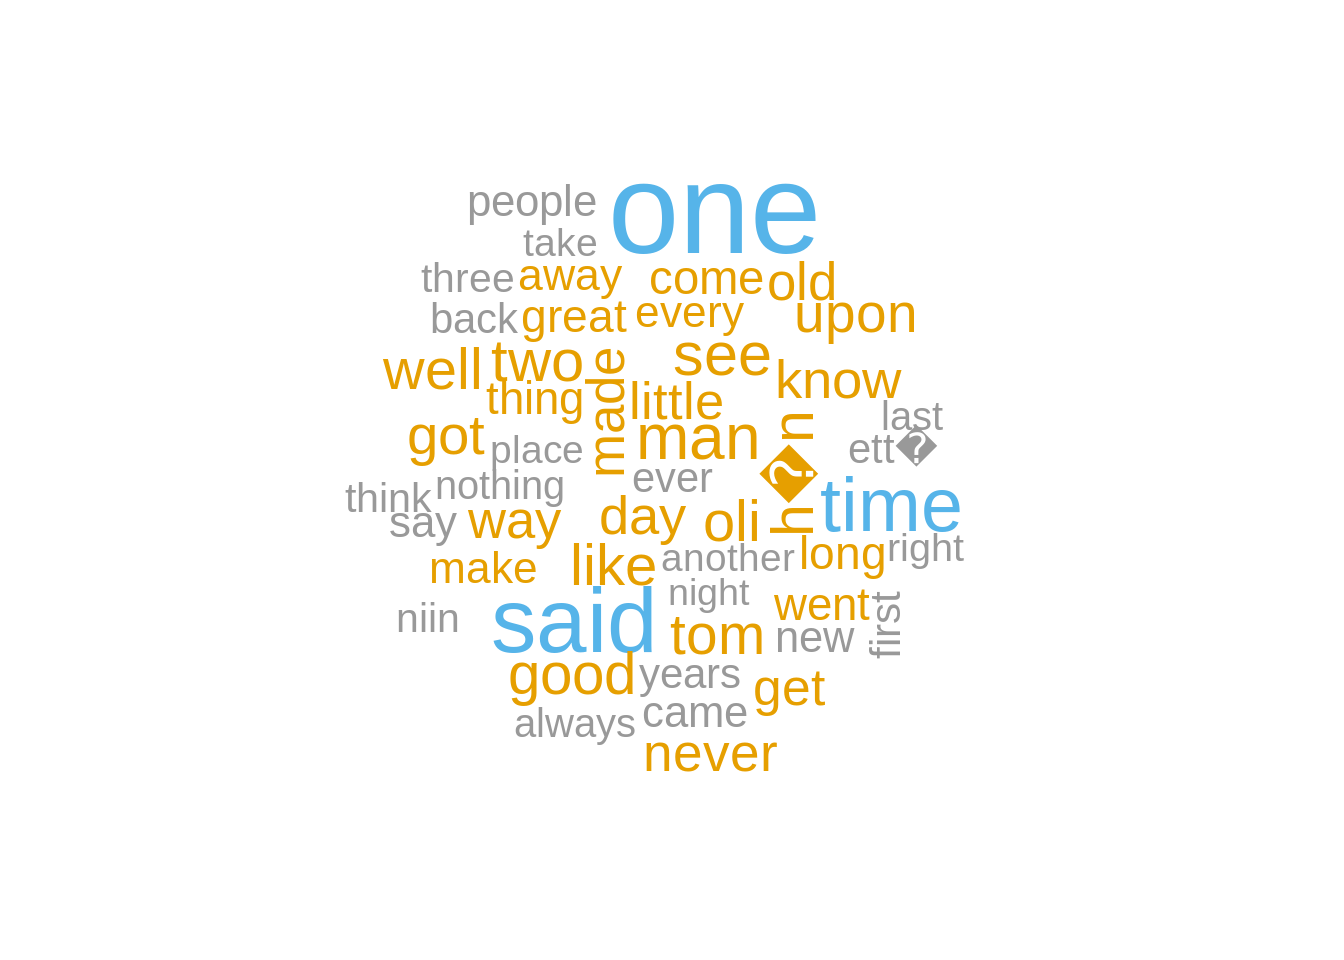 people
one
take
three
away
come
old
back
great
every
upon
well
two
made
see
know
thing
little
last
got
place
man
h�n
ett�
think
nothing
ever
time
say
way
day
oli
make
like
another
long
right
niin
said
night
went
first
tom
new
good
years
get
always
came
never